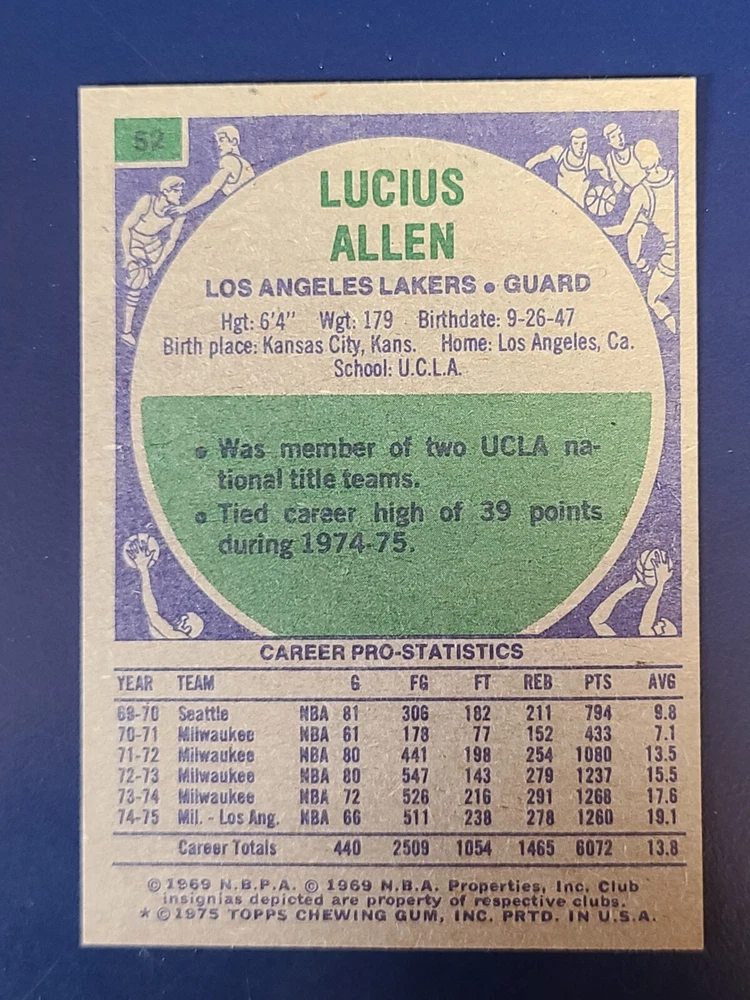 52
LUCIUS
ALLEN
LOS ANGELES LAKERS • GUARD
Hgt: 6'4" Wgt: 179 Birthdate: 9-26-47
Birth place: Kansas City, Kans. Home: Los Angeles, Ca.
School: U.C.L.A.
• Was member of two UCLA na-
tional title teams.
• Tied career high of 39 points
during 1974-75.
CAREER PRO-STATISTICS
YEAR TEAM G FG FT REB PTS AVG
69-70 Seattle NBA 81 306 182 211 794 9.8
70-71 Milwaukee NBA 61 178 77 152 433 7.1
71-72 Milwaukee NBA 80 441 198 254 1080 13.5
72-73 Milwaukee NBA 80 547 143 279 1237 15.5
73-74 Milwaukee NBA 72 526 216 291 1268 17.6
74-75 Mil. - Los Ang. NBA 66 511 238 278 1260 19.1
Career Totals 440 2509 1054 1465 6072 13.8
© 1969 N.B.P.A. © 1969 N.B.A. Properties, Inc. Club
insignias depicted are property of respective clubs.
* © 1975 TOPPS CHEWING GUM, INC. PRTD. IN U.S.A.